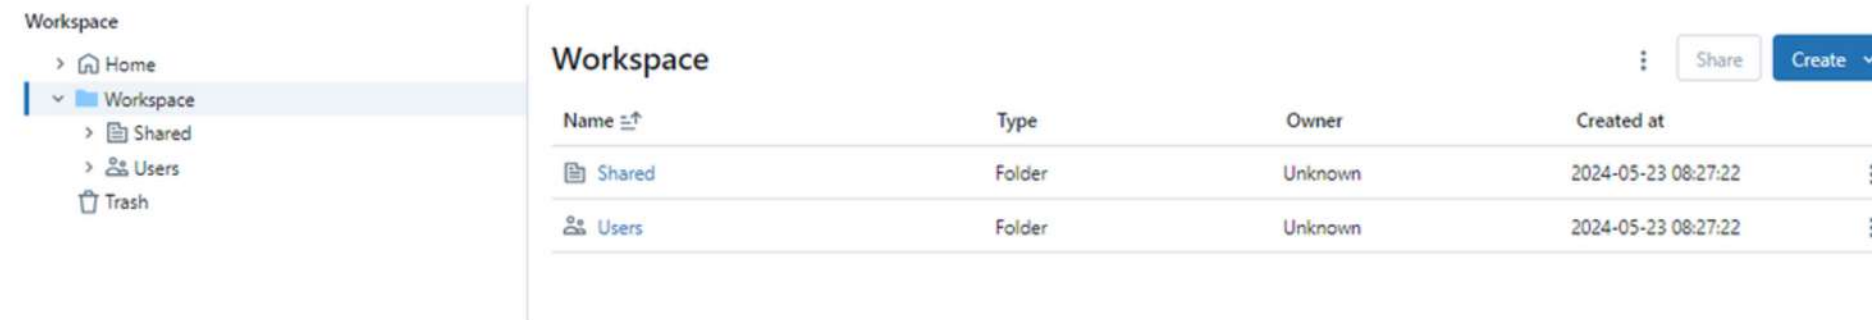 Workspace
Home
Workspace
Shared
Users
Trash
Workspace
Share
Create
Name Type Owner Created at
Shared Folder Unknown 2024-05-23 08:27:22
Users Folder Unknown 2024-05-23 08:27:22